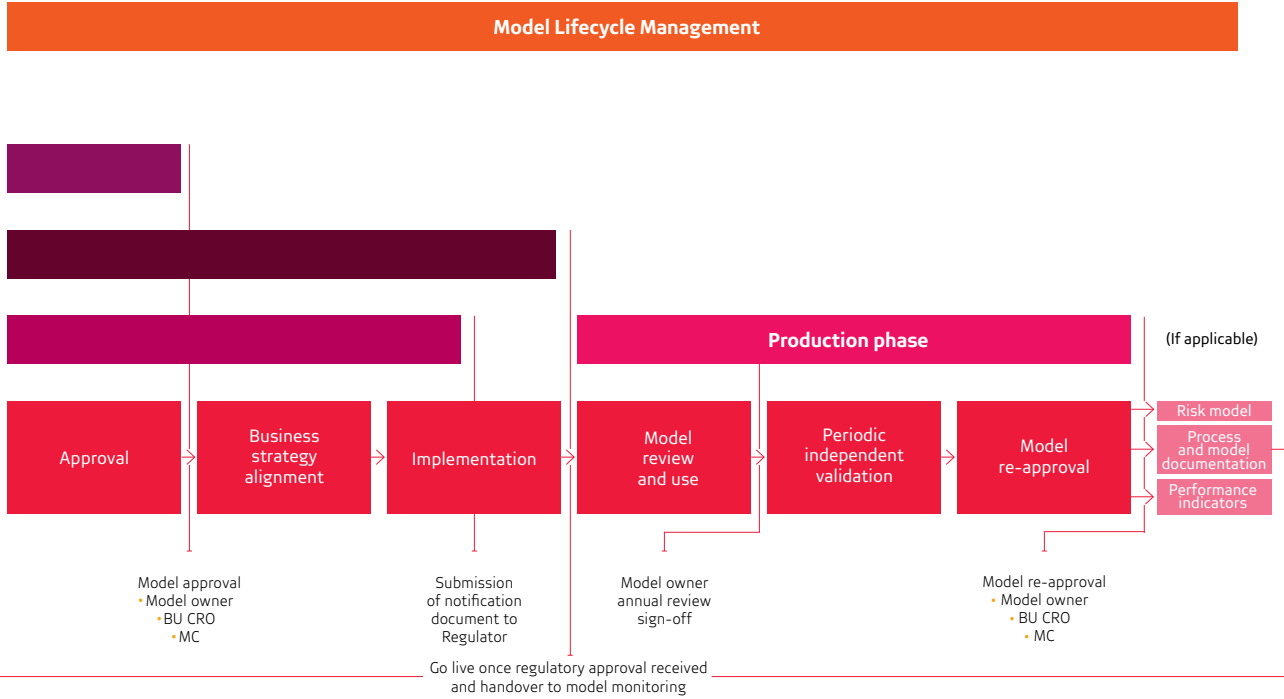 Model Lifecycle Management
Production phase
(If applicable)
Approval
Business
strategy
alignment
Implementation
Model
review
and use
Periodic
independent
validation
Model
re-approval
Risk model
Process
and model
documentation
Performance
indicators
Model approval
• Model owner
• BU CRO
• MC
Submission
of notification
document to
Regulator
Model owner
annual review
sign-off
Model re-approval
• Model owner
• BU CRO
• MC
Go live once regulatory approval received
and handover to model monitoring